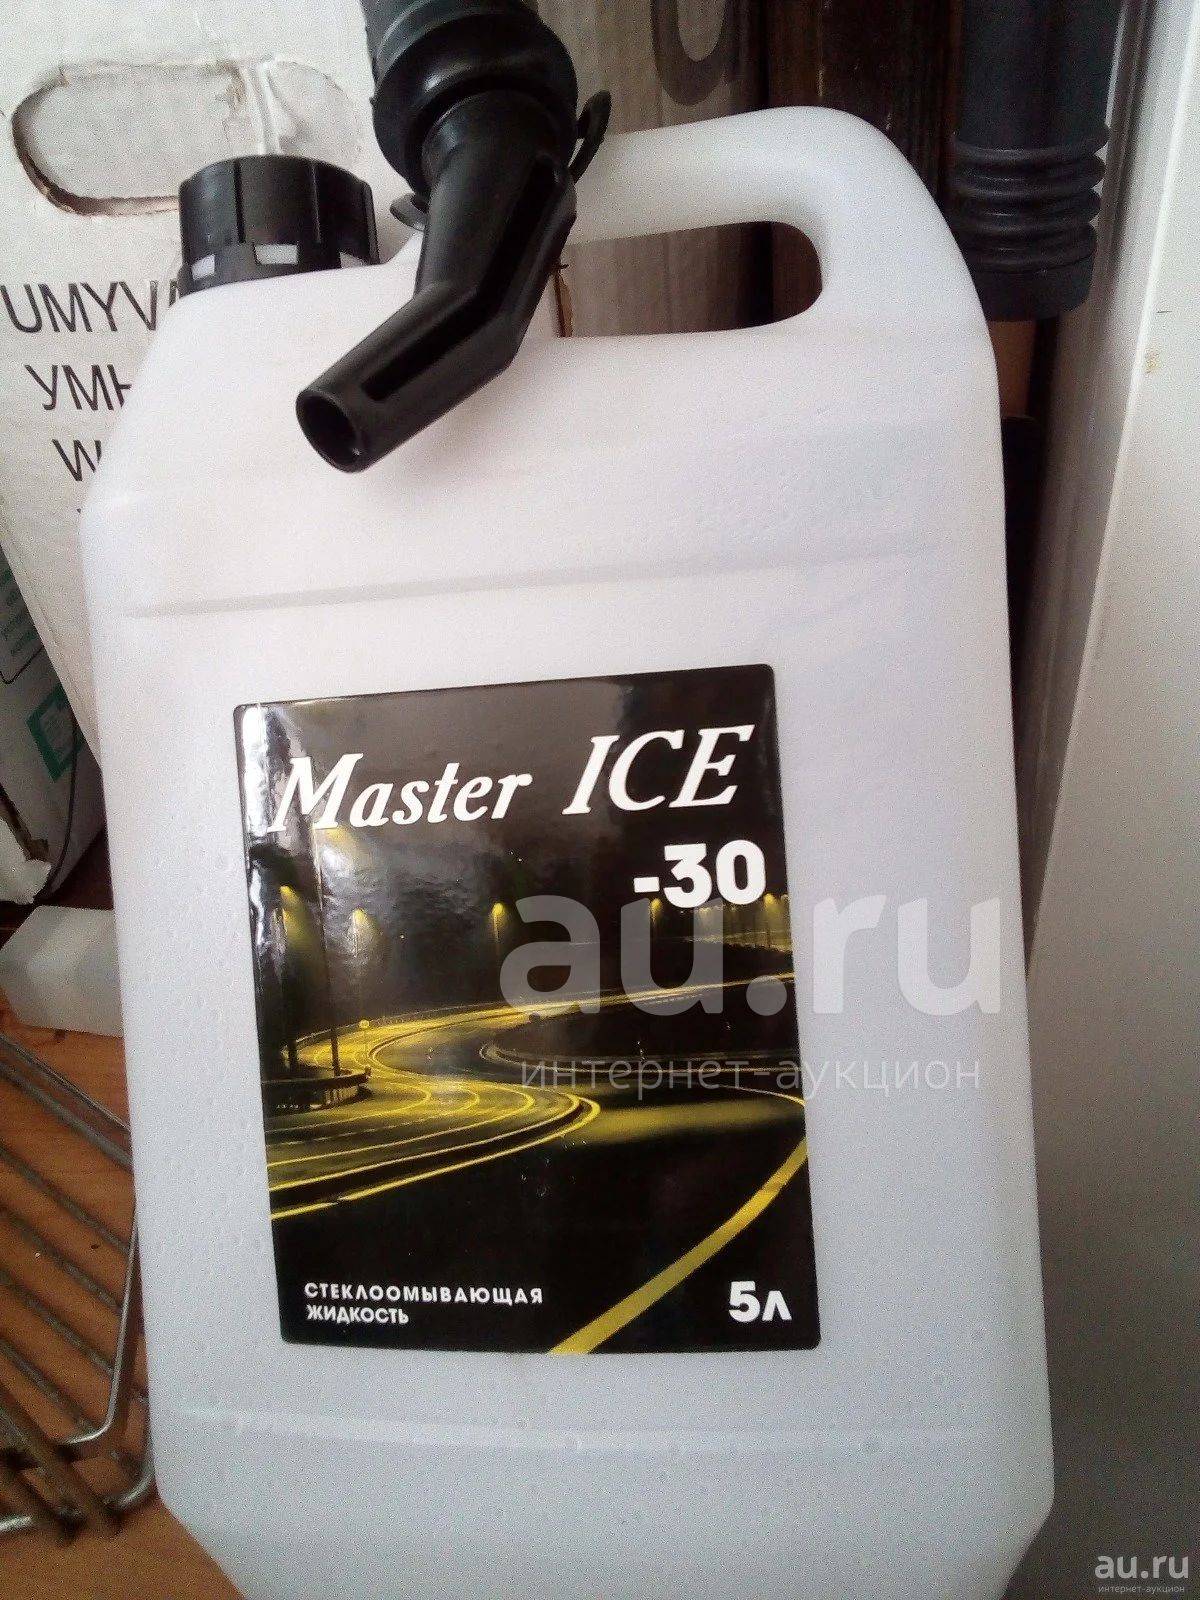 UMYV
УМН
W
Master ICE
-30
au.ru
интернет-аукцион
СТЕКЛООМЫВАЮЩАЯ
ЖИДКОСТЬ
5л
au.ru
интернет-аукцион